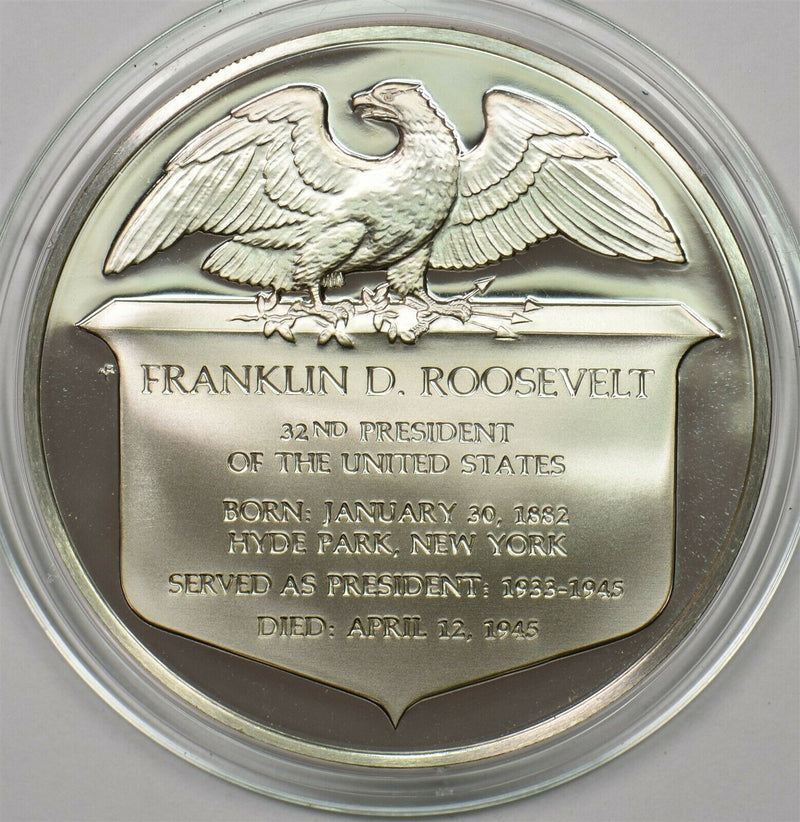 FRANKLIN D. ROOSEVELT
32ND PRESIDENT
OF THE UNITED STATES
BORN: JANUARY 30, 1882
HYDE PARK, NEW YORK
SERVED AS PRESIDENT: 1933-1945
DIED: APRIL 12, 1945